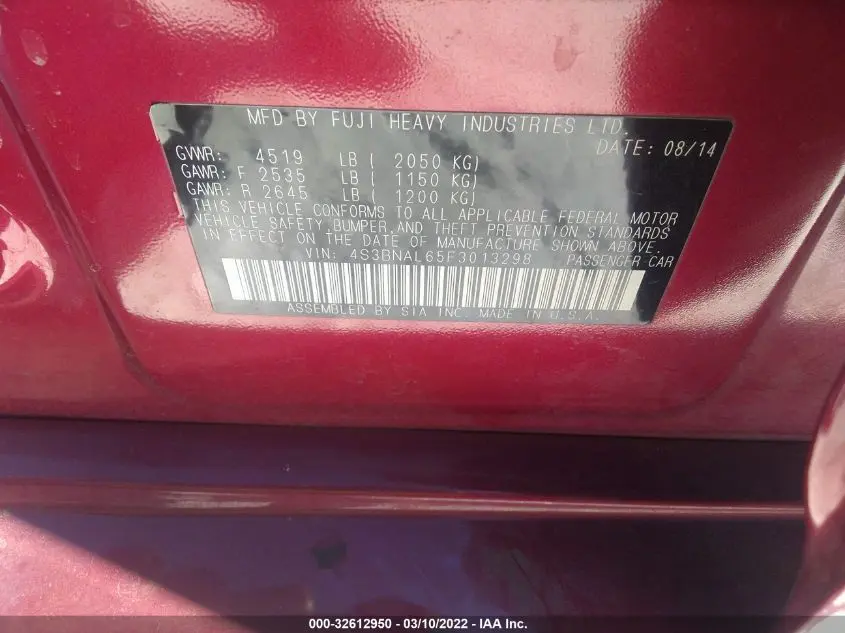 MFD BY FUJI HEAVY INDUSTRIES LTD.
DATE: 08/14
GVWR: 4519 LB ( 2050 KG)
GAWR: F 2535 LB ( 1150 KG)
GAWR: R 2645 LB ( 1200 KG)
THIS VEHICLE CONFORMS TO ALL APPLICABLE FEDERAL MOTOR
VEHICLE SAFETY,BUMPER,AND THEFT PREVENTION STANDARDS
IN EFFECT ON THE DATE OF MANUFACTURE SHOWN ABOVE.
VIN: 4S3BNAL65F3013298 PASSENGER CAR
ASSEMBLED BY SIA INC. MADE IN U.S.A.
000-32612950 - 03/10/2022 - IAA Inc.